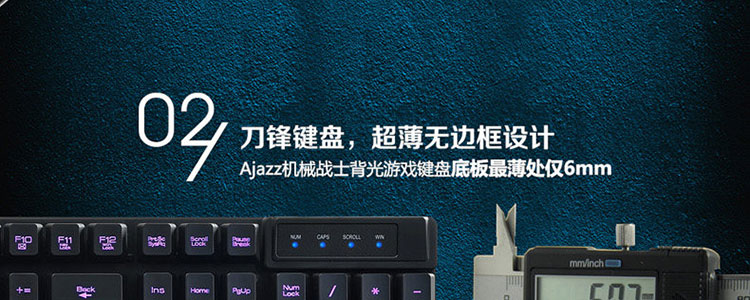 02
刀锋键盘，超薄无边框设计
Ajazz机械战士背光游戏键盘底板最薄处仅6mm
NUM CAPS SCROLL WIN
F10 F11 F12 PrtSc SysRq Scroll Lock Pause Break
mm/inch
+= Back Ins Home PgUp Num Lock / * -